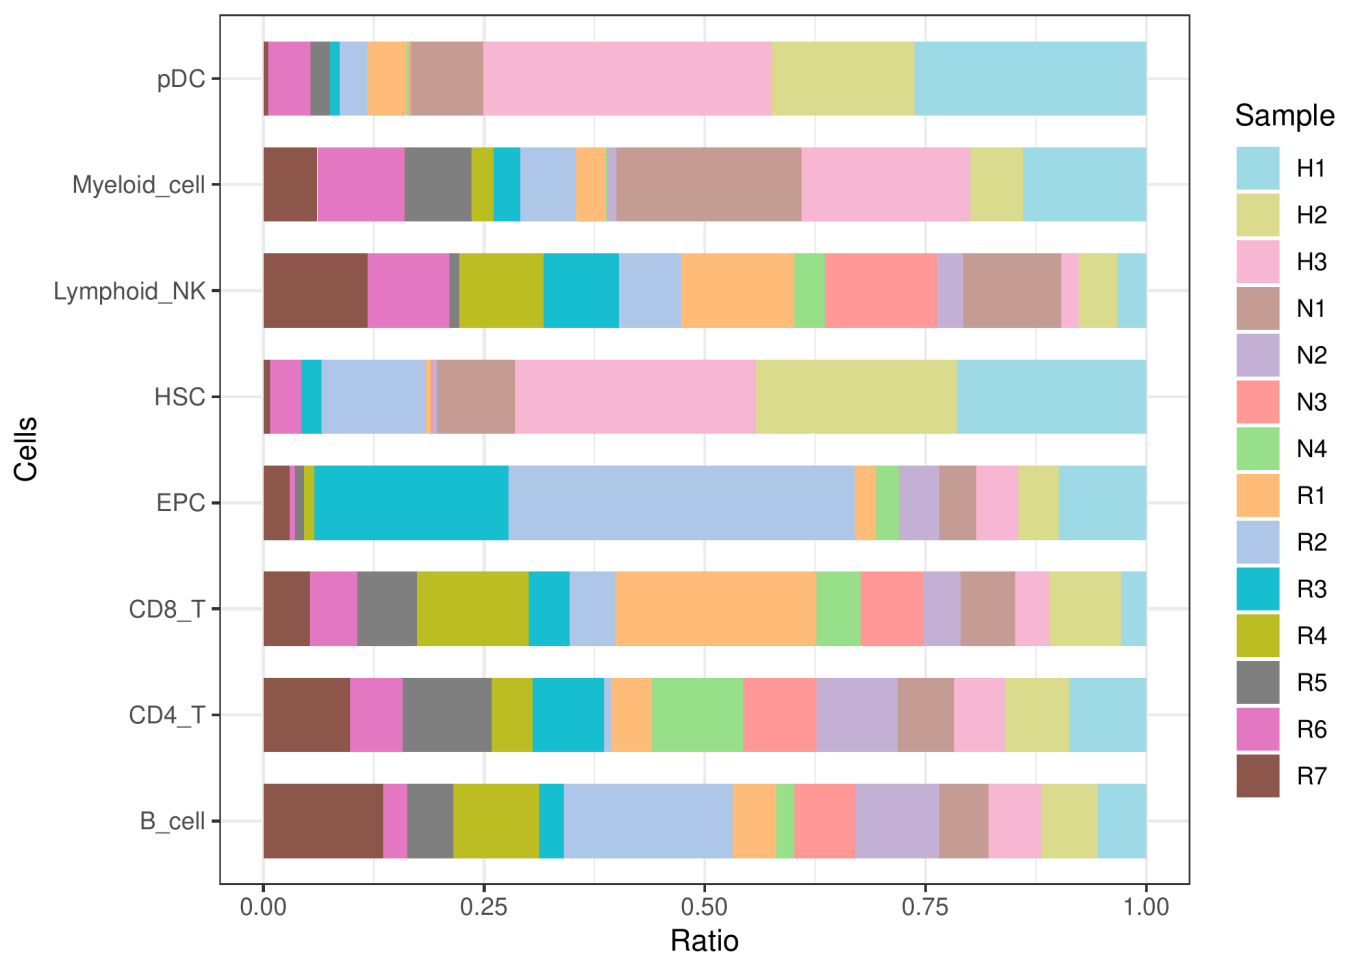 pDC
Myeloid_cell
Lymphoid_NK
HSC
EPC
CD8_T
CD4_T
B_cell
Cells
0.00 0.25 0.50 0.75 1.00
Ratio
Sample
H1
H2
H3
N1
N2
N3
N4
R1
R2
R3
R4
R5
R6
R7